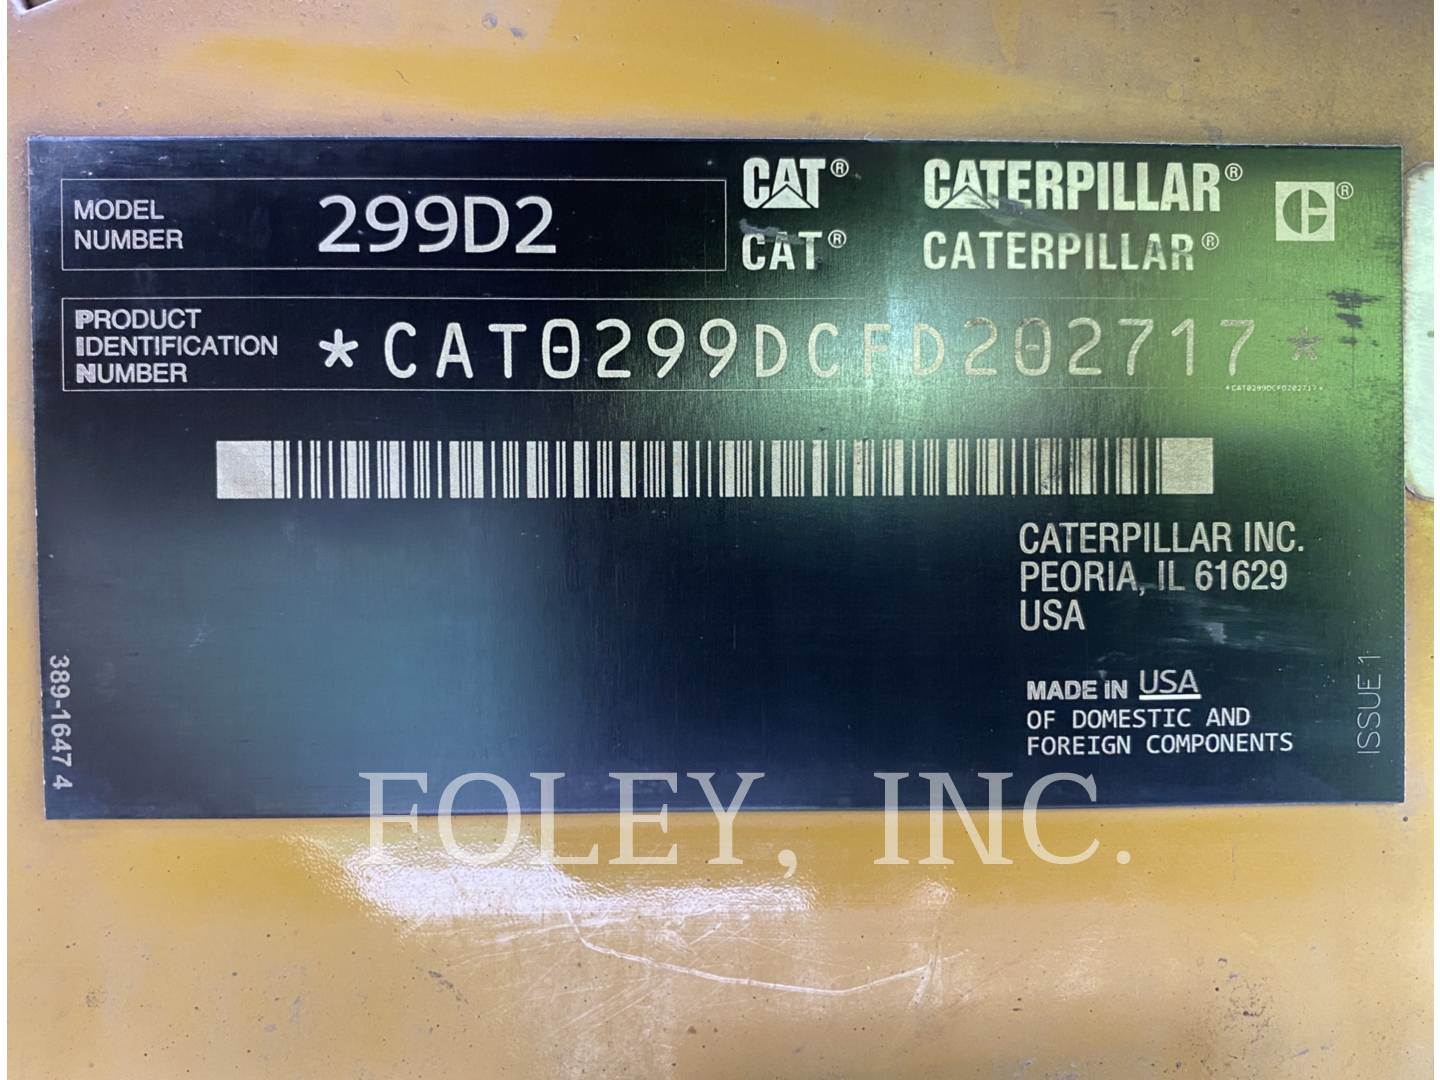 MODEL
NUMBER
299D2
CAT® CATERPILLAR® ®
CAT® CATERPILLAR®
PRODUCT
IDENTIFICATION
NUMBER
*CAT0299DCFD202717*
*CAT0299DCFD202717*
CATERPILLAR INC.
PEORIA, IL 61629
USA
MADE IN USA
OF DOMESTIC AND
FOREIGN COMPONENTS
389-1647 4
ISSUE 1
FOLEY, INC.